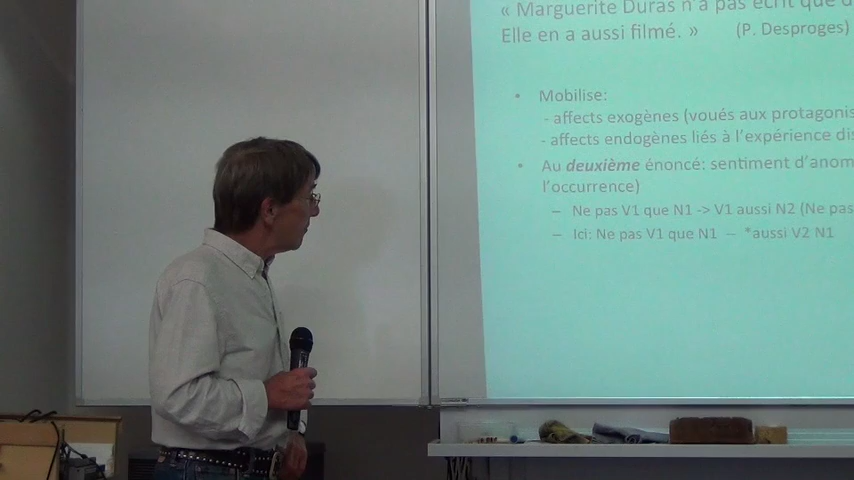 « Marguerite Duras n'a pas écrit que d
Elle en a aussi filmé. » (P. Desproges)
• Mobilise:
- affects exogènes (voués aux protagonis
- affects endogènes liés à l'expérience dis
• Au deuxième énoncé: sentiment d'anom
l'occurrence)
– Ne pas V1 que N1 -> V1 aussi N2 (Ne pas
– Ici: Ne pas V1 que N1 – *aussi V2 N1